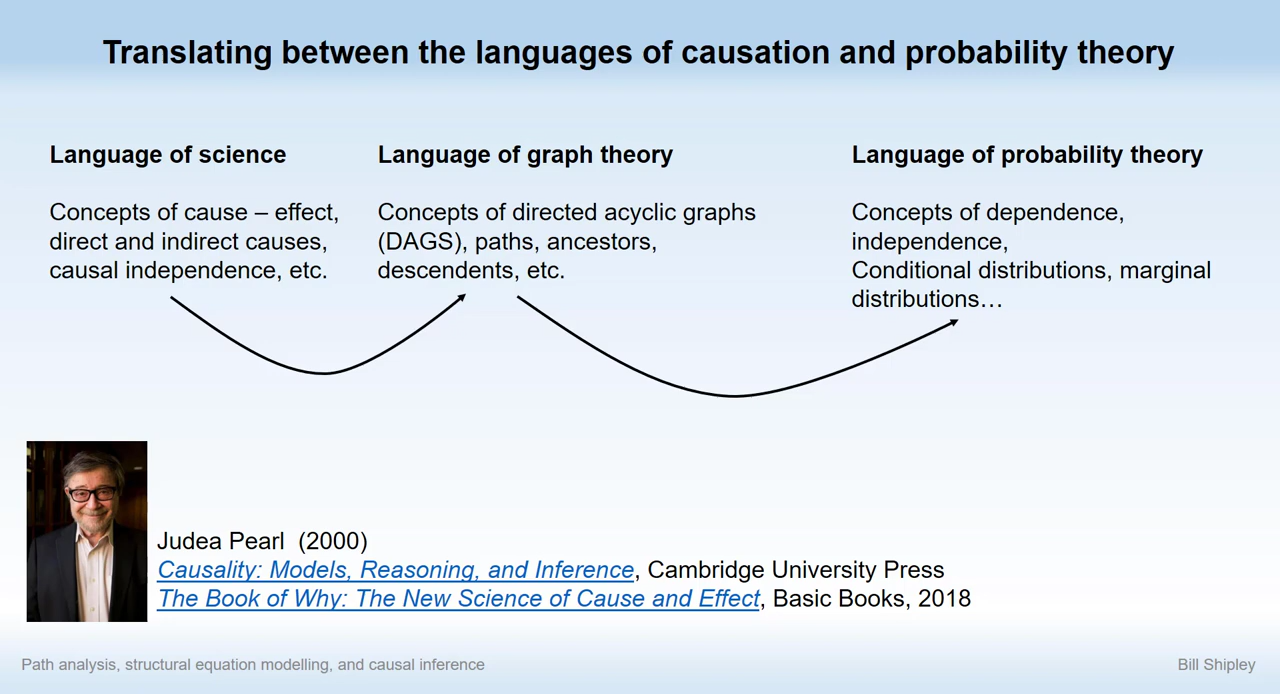 Translating between the languages of causation and probability theory
Language of science
Concepts of cause – effect,
direct and indirect causes,
causal independence, etc.
Language of graph theory
Concepts of directed acyclic graphs
(DAGS), paths, ancestors,
descendents, etc.
Language of probability theory
Concepts of dependence,
independence,
Conditional distributions, marginal
distributions…
Judea Pearl  (2000)
Causality: Models, Reasoning, and Inference, Cambridge University Press
The Book of Why: The New Science of Cause and Effect, Basic Books, 2018
Path analysis, structural equation modelling, and causal inference
Bill Shipley